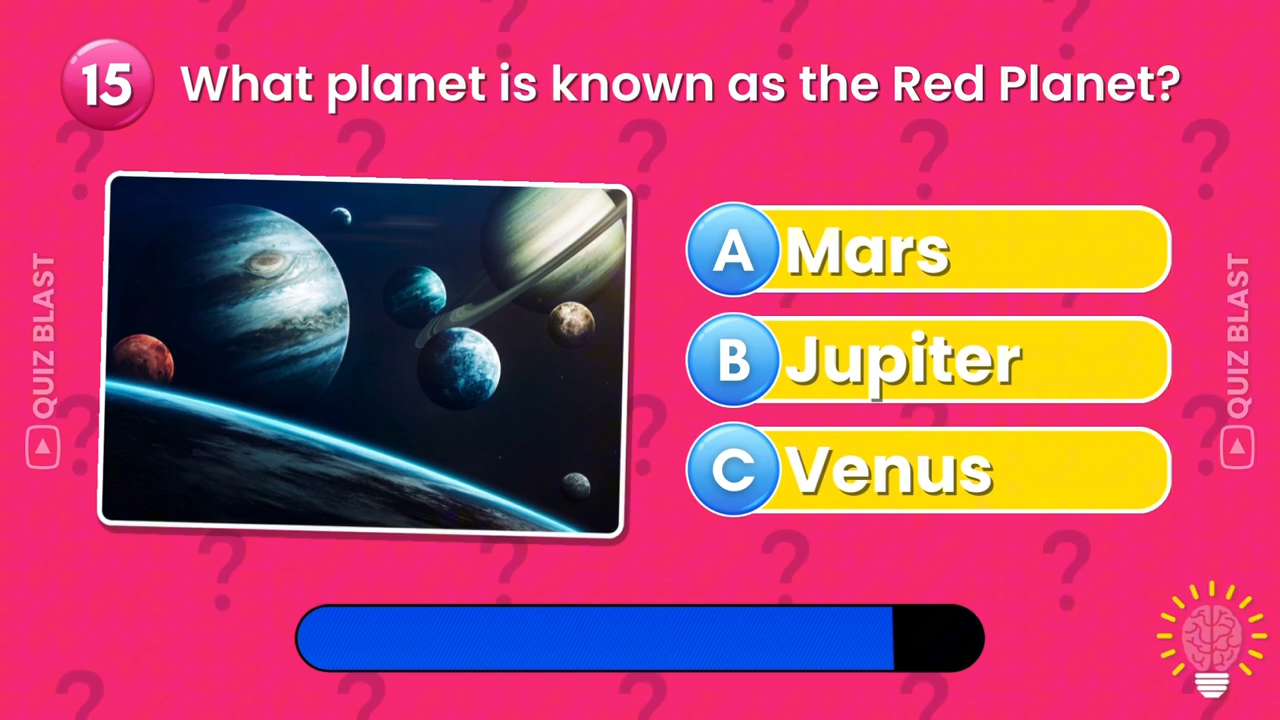 15 What planet is known as the Red Planet?
A Mars
B Jupiter
C Venus
QUIZ BLAST
QUIZ BLAST